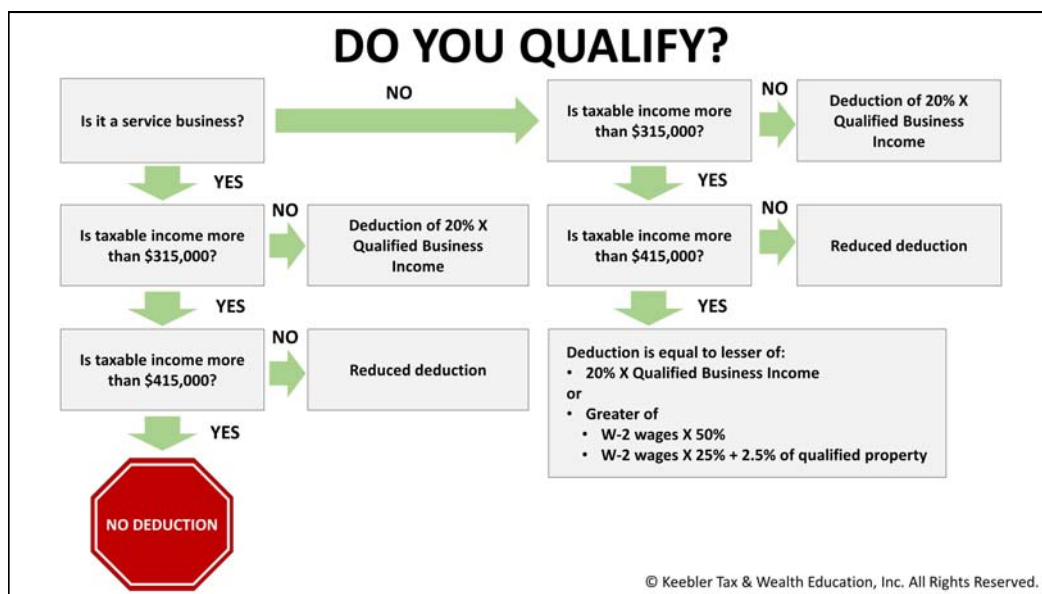 DO YOU QUALIFY?
Is it a service business?
NO
Is taxable income more
than $315,000?
NO
Deduction of 20% X
Qualified Business
Income
YES
YES
Is taxable income more
than $315,000?
NO
Deduction of 20% X
Qualified Business
Income
Is taxable income more
than $415,000?
NO
Reduced deduction
YES
YES
Is taxable income more
than $415,000?
NO
Reduced deduction
Deduction is equal to lesser of:
• 20% X Qualified Business Income
or
• Greater of
• W-2 wages X 50%
• W-2 wages X 25% + 2.5% of qualified property
YES
NO DEDUCTION
© Keebler Tax & Wealth Education, Inc. All Rights Reserved.